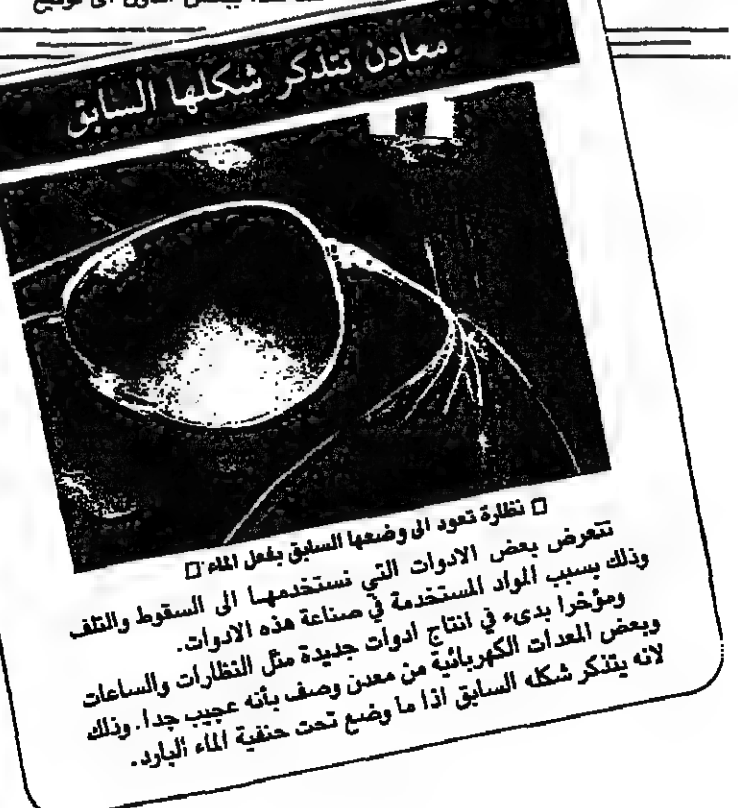 معادن تتذكر شكلها السابق
□ نظارة تعود الى وضعها السابق بفعل الماء □
تتعرض بعض الادوات التي نستخدمها الى السقوط والتلف
وذلك بسبب المواد المستخدمة في صناعة هذه الادوات.
ومؤخرا بدىء في انتاج ادوات جديدة مثل النظارات والساعات
وبعض المعدات الكهربائية من معدن وصف بأنه عجيب جدا. وذلك
لانه يتذكر شكله السابق اذا ما وضع تحت حنفية الماء البارد.